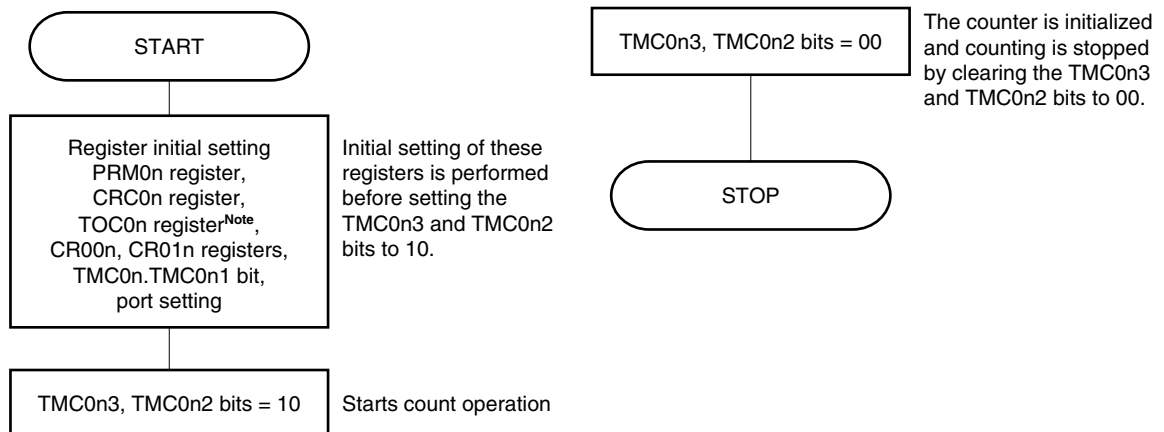 START
Register initial setting
PRM0n register,
CRC0n register,
TOC0n register^Note,
CR00n, CR01n registers,
TMC0n.TMC0n1 bit,
port setting
Initial setting of these
registers is performed
before setting the
TMC0n3 and TMC0n2
bits to 10.
TMC0n3, TMC0n2 bits = 10
Starts count operation
TMC0n3, TMC0n2 bits = 00
The counter is initialized
and counting is stopped
by clearing the TMC0n3
and TMC0n2 bits to 00.
STOP